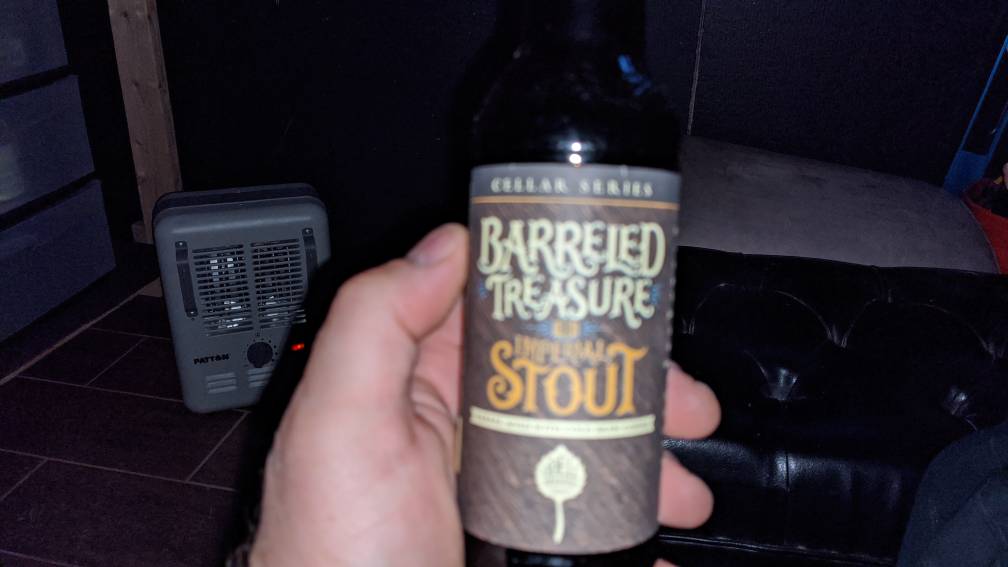 CELLAR SERIES
BARRELED
TREASURE
IMPERIAL
STOUT
PATTON